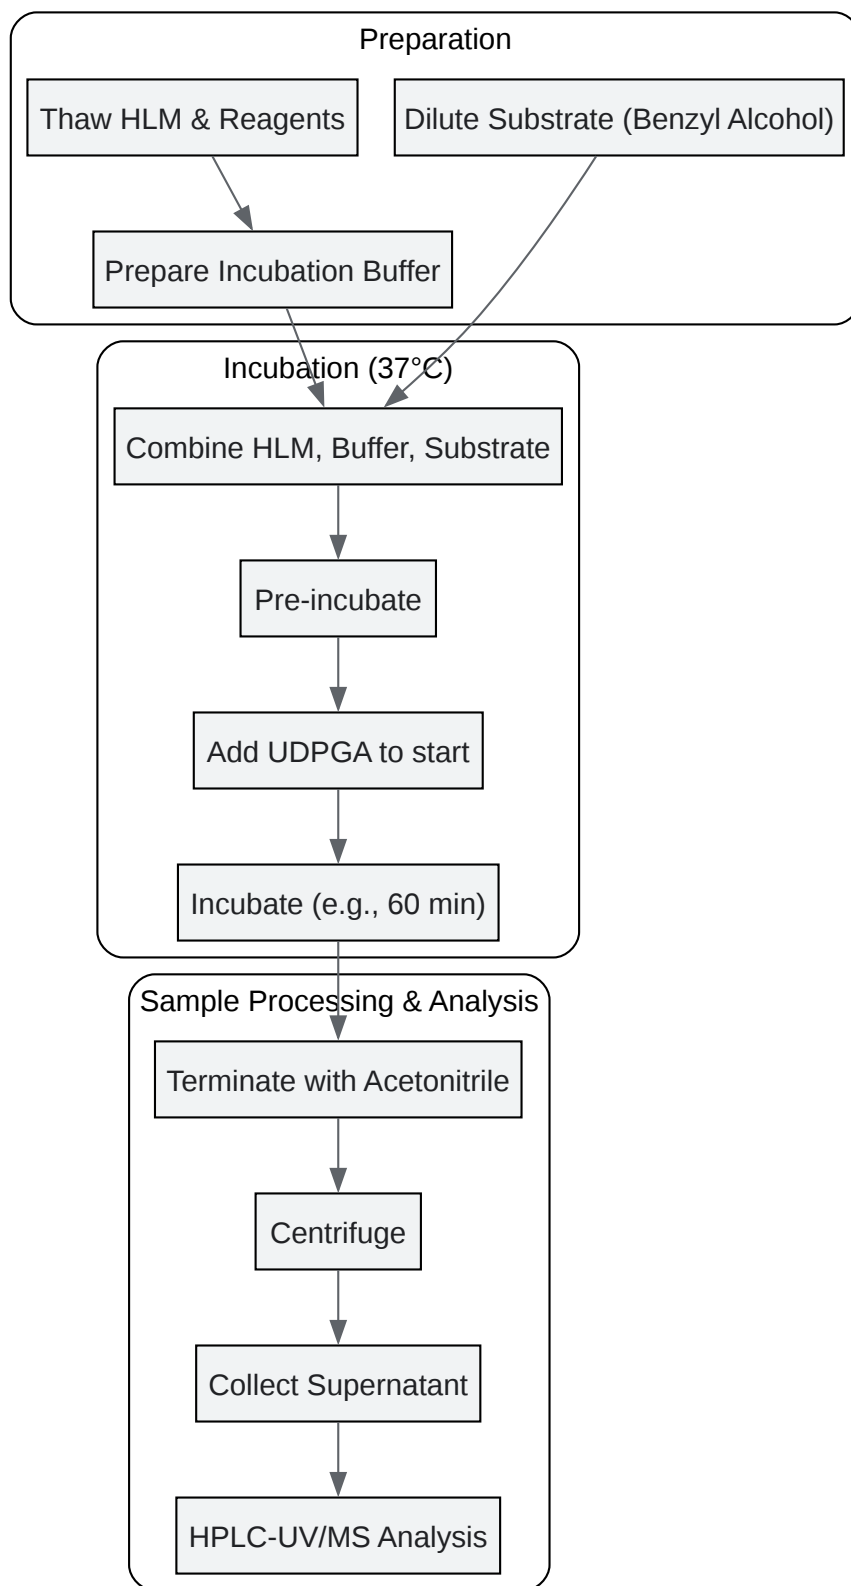 Preparation
Thaw HLM & Reagents
Dilute Substrate (Benzyl Alcohol)
Prepare Incubation Buffer
Incubation (37°C)
Combine HLM, Buffer, Substrate
Pre-incubate
Add UDPGA to start
Incubate (e.g., 60 min)
Sample Processing & Analysis
Terminate with Acetonitrile
Centrifuge
Collect Supernatant
HPLC-UV/MS Analysis